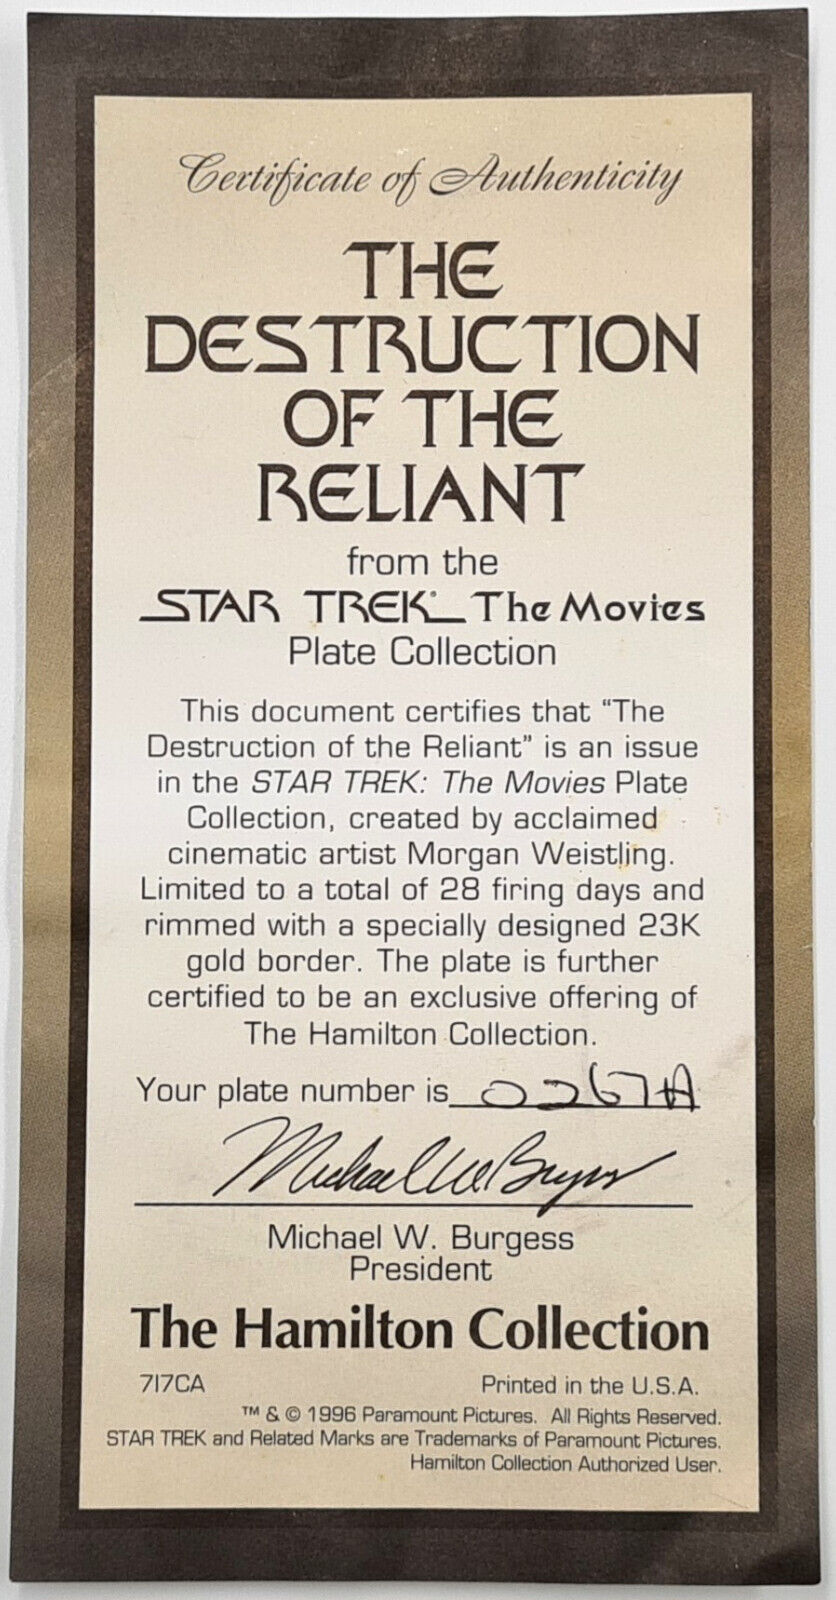 Certificate of Authenticity
THE
DESTRUCTION
OF THE
RELIANT
from the
STAR TREK® The Movies
Plate Collection
This document certifies that “The
Destruction of the Reliant” is an issue
in the STAR TREK: The Movies Plate
Collection, created by acclaimed
cinematic artist Morgan Weistling.
Limited to a total of 28 firing days and
rimmed with a specially designed 23K
gold border. The plate is further
certified to be an exclusive offering of
The Hamilton Collection.
Your plate number is 0267A
Michael W Burgess
Michael W. Burgess
President
The Hamilton Collection
717CA Printed in the U.S.A.
™ & © 1996 Paramount Pictures. All Rights Reserved.
STAR TREK and Related Marks are Trademarks of Paramount Pictures.
Hamilton Collection Authorized User.